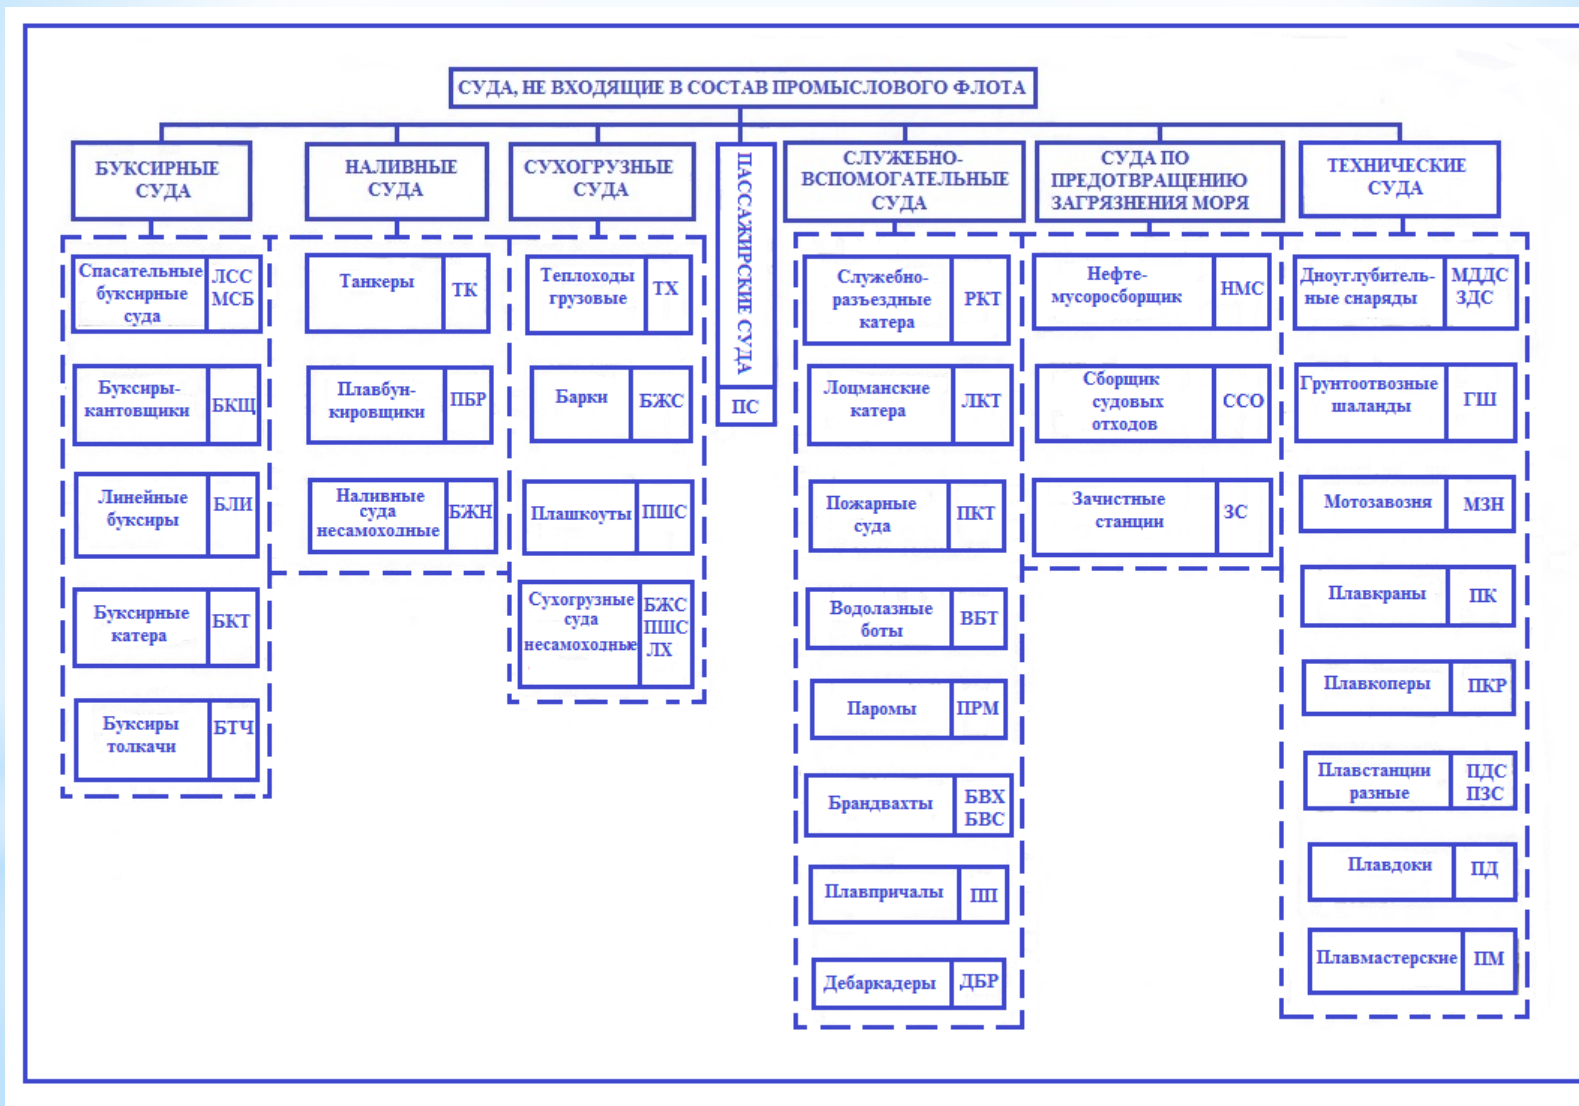 СУДА, НЕ ВХОДЯЩИЕ В СОСТАВ ПРОМЫСЛОВОГО ФЛОТА
БУКСИРНЫЕ
СУДА
Спасательные
буксирные
суда
ЛСС
МСБ
Буксиры-
кантовщики
БКЩ
Линейные
буксиры
БЛИ
Буксирные
катера
БКТ
Буксиры
толкачи
БТЧ
НАЛИВНЫЕ
СУДА
Танкеры
ТК
Плавбун-
кировщики
ПБР
Наливные
суда
несамоходные
БЖН
СУХОГРУЗНЫЕ
СУДА
Теплоходы
грузовые
ТХ
Барки
БЖС
Плашкоуты
ПШС
Сухогрузные
суда
несамоходные
БЖС
ПШС
ЛХ
ПАССАЖИРСКИЕ СУДА
ПС
СЛУЖЕБНО-
ВСПОМОГАТЕЛЬНЫЕ
СУДА
Служебно-
разъездные
катера
РКТ
Лоцманские
катера
ЛКТ
Пожарные
суда
ПКТ
Водолазные
боты
ВБТ
Паромы
ПРМ
Брандвахты
БВХ
БВС
Плавпричалы
ПП
Дебаркадеры
ДБР
СУДА ПО
ПРЕДОТВРАЩЕНИЮ
ЗАГРЯЗНЕНИЯ МОРЯ
Нефте-
мусоросборщик
НМС
Сборщик
судовых
отходов
ССО
Зачистные
станции
ЗС
ТЕХНИЧЕСКИЕ
СУДА
Дноуглубитель-
ные снаряды
МДДС
ЗДС
Грунтоотвозные
шаланды
ГШ
Мотозавозня
МЗН
Плавкраны
ПК
Плавкоперы
ПКР
Плавстанции
разные
ПДС
ПЗС
Плавдоки
ПД
Плавмастерские
ПМ